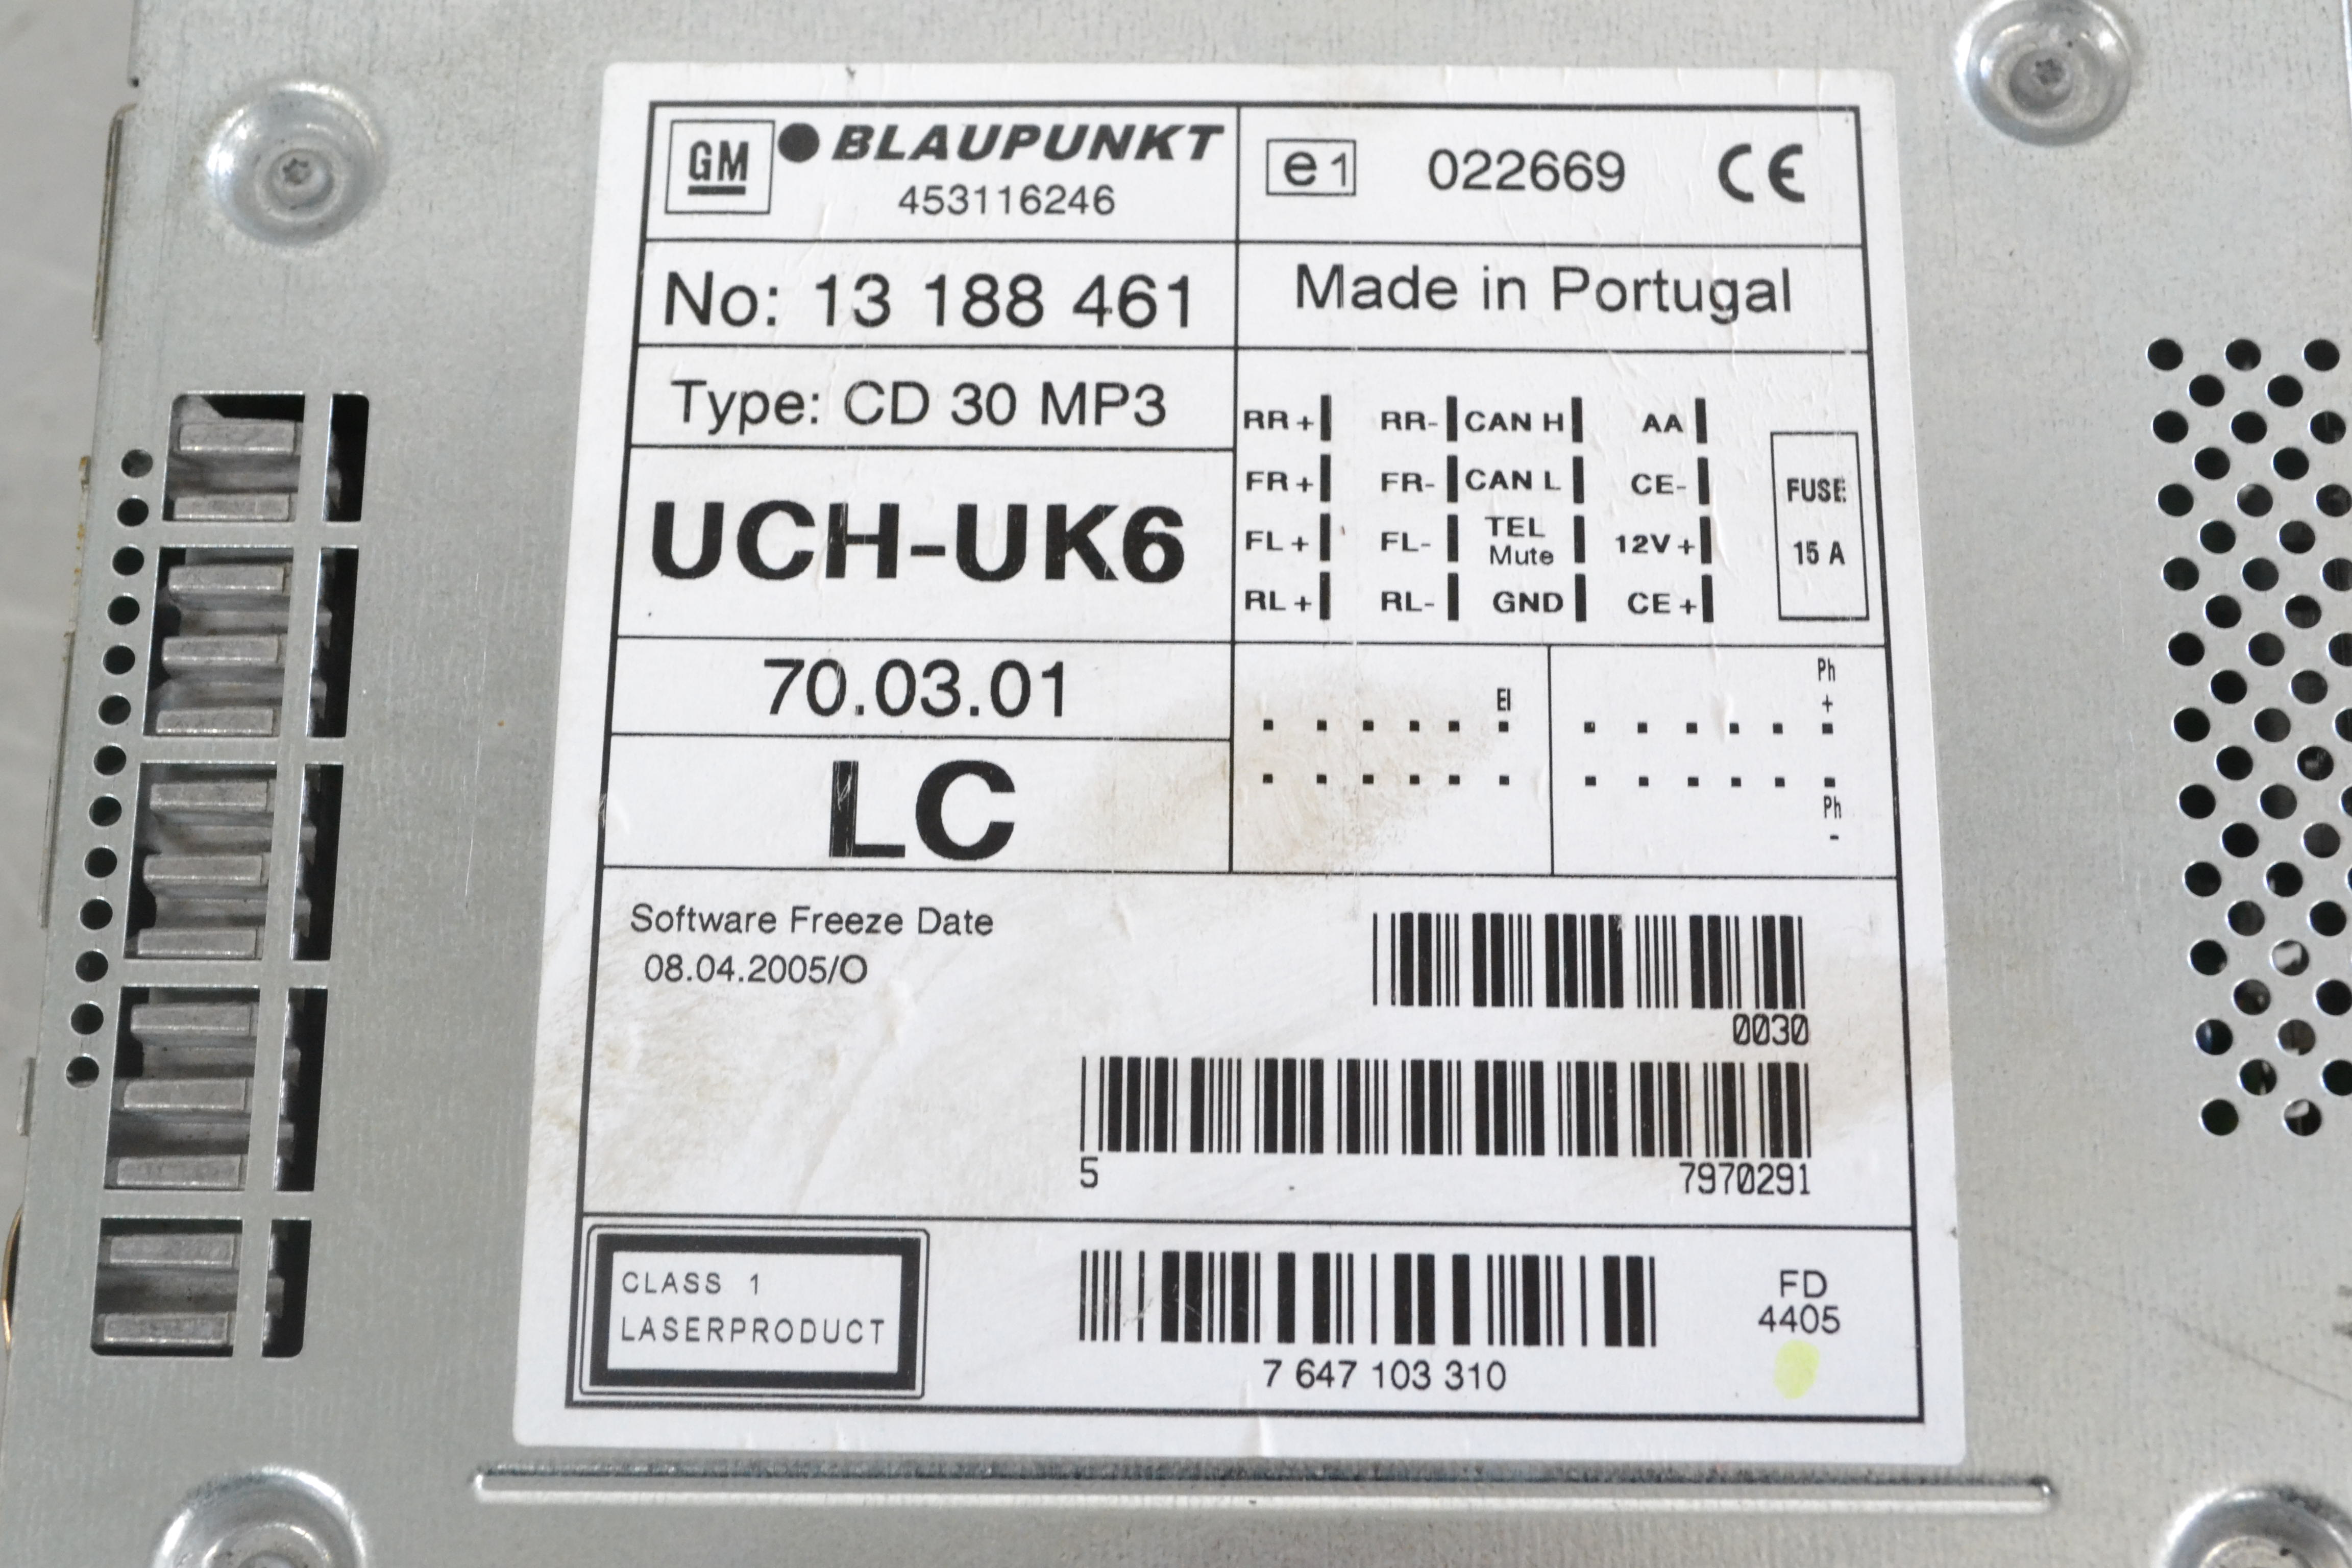 GM BLAUPUNKT
453116246
e1 022669 CE
No: 13 188 461
Made in Portugal
Type: CD 30 MP3
UCH-UK6
70.03.01
LC
RR + RR- CAN H AA
FR + FR- CAN L CE-
FL + FL- TEL Mute 12V +
RL + RL- GND CE +
FUSE
15 A
EI
Ph
+
Ph
-
Software Freeze Date
08.04.2005/O
0030
5 7970291
CLASS 1
LASERPRODUCT
7 647 103 310
FD
4405